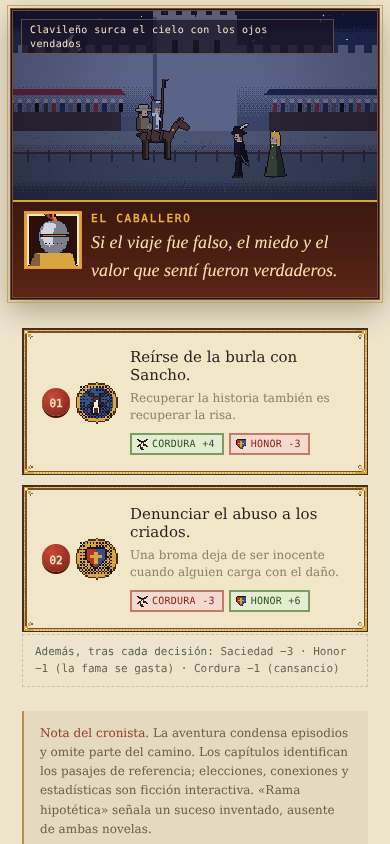 Clavileño surca el cielo con los ojos
vendados
EL CABALLERO
Si el viaje fue falso, el miedo y el
valor que sentí fueron verdaderos.
01
Reírse de la burla con
Sancho.
Recuperar la historia también es
recuperar la risa.
CORDURA +4 HONOR -3
02
Denunciar el abuso a los
criados.
Una broma deja de ser inocente
cuando alguien carga con el daño.
CORDURA -3 HONOR +6
Además, tras cada decisión: Saciedad −3 · Honor
−1 (la fama se gasta) · Cordura −1 (cansancio)
Nota del cronista. La aventura condensa episodios
y omite parte del camino. Los capítulos identifican
los pasajes de referencia; elecciones, conexiones y
estadísticas son ficción interactiva. «Rama
hipotética» señala un suceso inventado, ausente
de ambas novelas.